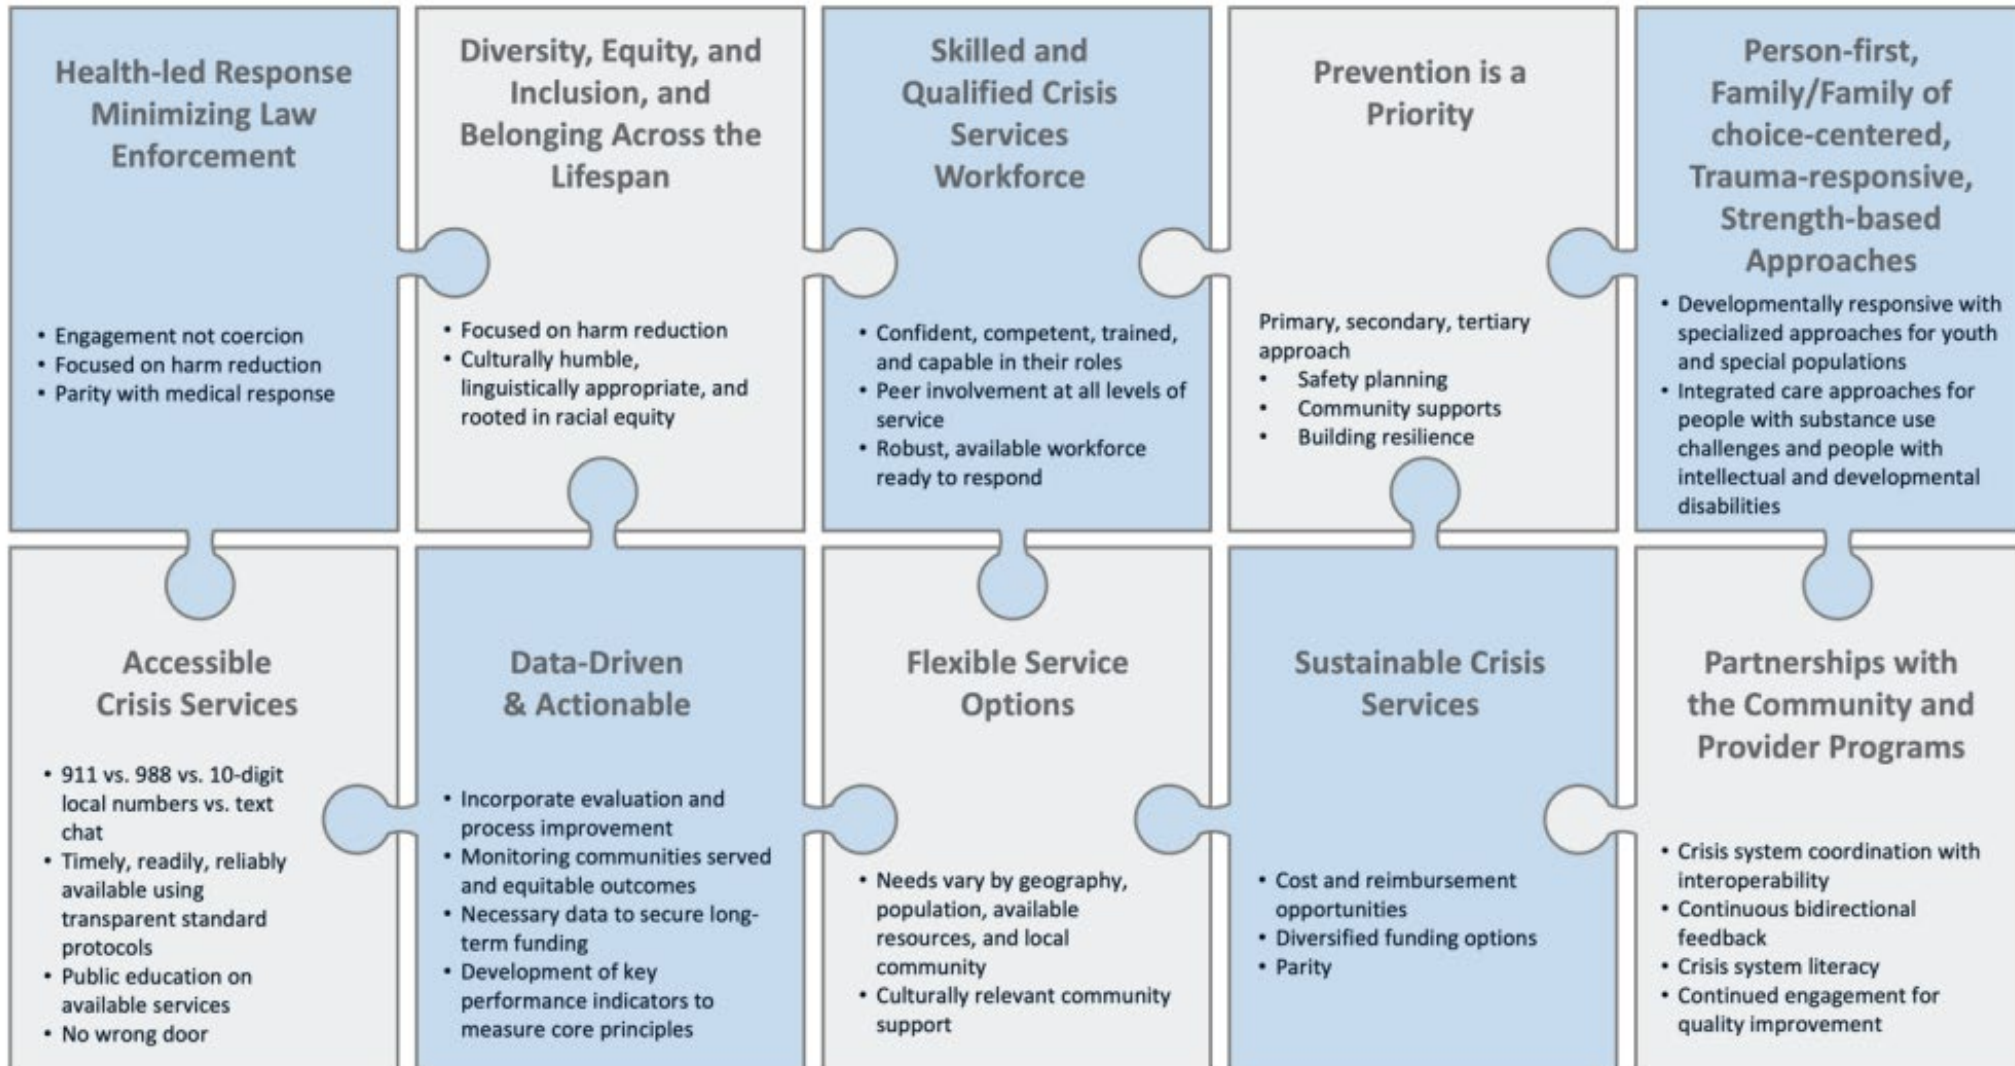 Health-led Response
Minimizing Law
Enforcement
• Engagement not coercion
• Focused on harm reduction
• Parity with medical response
Diversity, Equity, and
Inclusion, and
Belonging Across the
Lifespan
• Focused on harm reduction
• Culturally humble,
linguistically appropriate, and
rooted in racial equity
Skilled and
Qualified Crisis
Services
Workforce
• Confident, competent, trained,
and capable in their roles
• Peer involvement at all levels of
service
• Robust, available workforce
ready to respond
Prevention is a
Priority
Primary, secondary, tertiary
approach
• Safety planning
• Community supports
• Building resilience
Person-first,
Family/Family of
choice-centered,
Trauma-responsive,
Strength-based
Approaches
• Developmentally responsive with
specialized approaches for youth
and special populations
• Integrated care approaches for
people with substance use
challenges and people with
intellectual and developmental
disabilities
Accessible
Crisis Services
• 911 vs. 988 vs. 10-digit
local numbers vs. text
chat
• Timely, readily, reliably
available using
transparent standard
protocols
• Public education on
available services
• No wrong door
Data-Driven
& Actionable
• Incorporate evaluation and
process improvement
• Monitoring communities served
and equitable outcomes
• Necessary data to secure long-
term funding
• Development of key
performance indicators to
measure core principles
Flexible Service
Options
• Needs vary by geography,
population, available
resources, and local
community
• Culturally relevant community
support
Sustainable Crisis
Services
• Cost and reimbursement
opportunities
• Diversified funding options
• Parity
Partnerships with
the Community and
Provider Programs
• Crisis system coordination with
interoperability
• Continuous bidirectional
feedback
• Crisis system literacy
• Continued engagement for
quality improvement